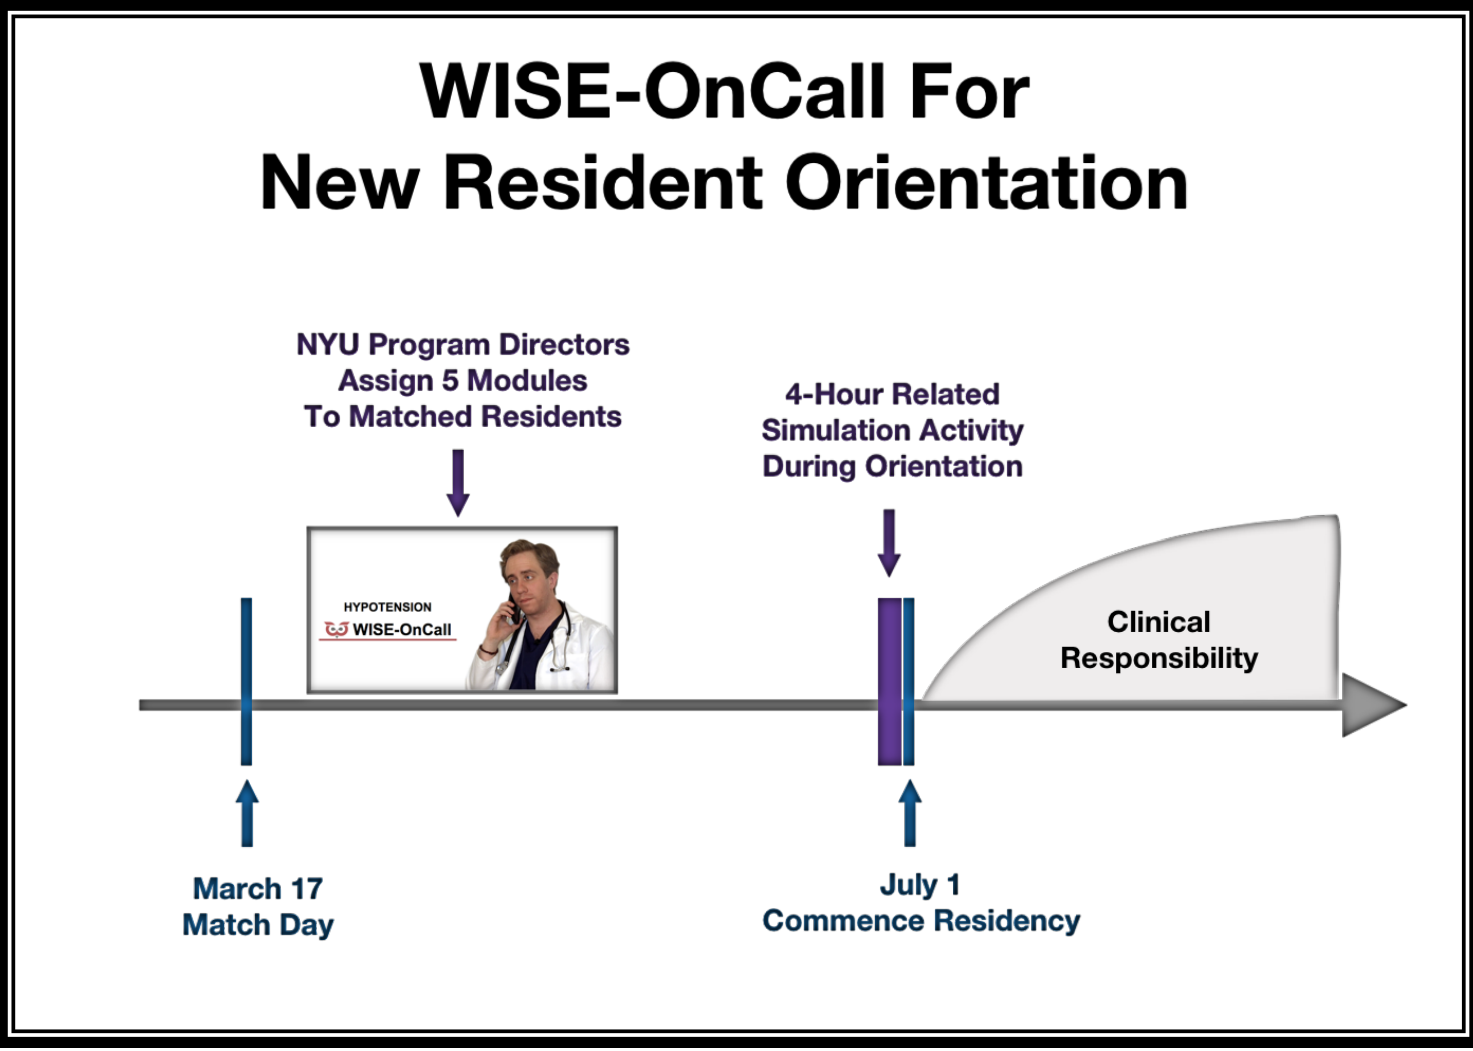 WISE-OnCall For
New Resident Orientation
NYU Program Directors
Assign 5 Modules
To Matched Residents
4-Hour Related
Simulation Activity
During Orientation
HYPOTENSION
WISE-OnCall
Clinical
Responsibility
March 17
Match Day
July 1
Commence Residency